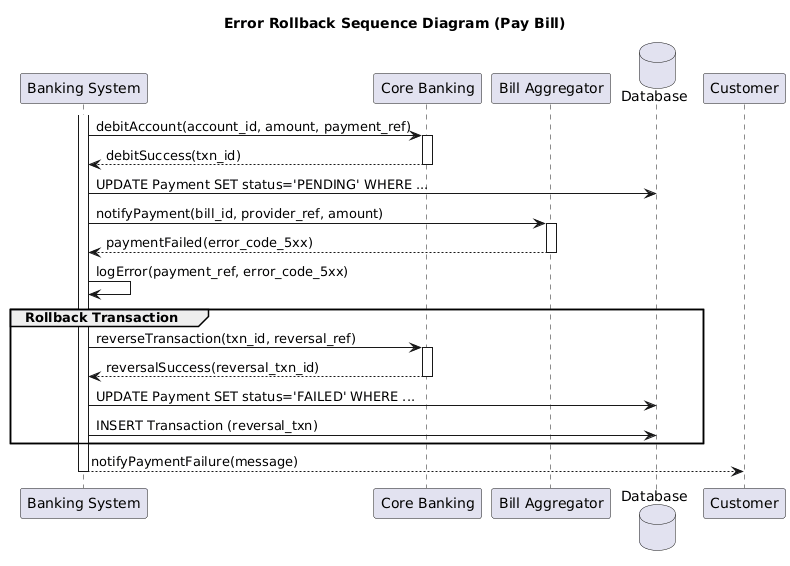 Error Rollback Sequence Diagram (Pay Bill)
Banking System
Core Banking
Bill Aggregator
Database
Customer
debitAccount(account_id, amount, payment_ref)
debitSuccess(txn_id)
UPDATE Payment SET status='PENDING' WHERE ...
notifyPayment(bill_id, provider_ref, amount)
paymentFailed(error_code_5xx)
logError(payment_ref, error_code_5xx)
Rollback Transaction
reverseTransaction(txn_id, reversal_ref)
reversalSuccess(reversal_txn_id)
UPDATE Payment SET status='FAILED' WHERE ...
INSERT Transaction (reversal_txn)
notifyPaymentFailure(message)
Banking System
Core Banking
Bill Aggregator
Database
Customer